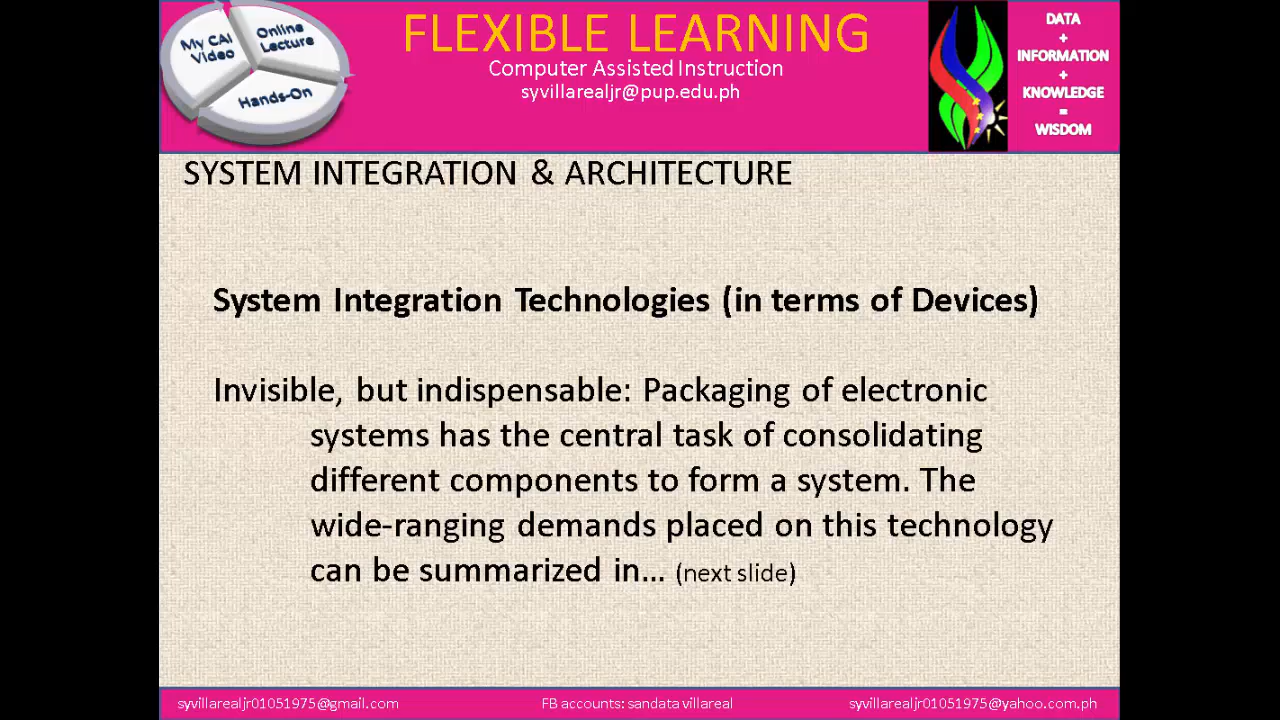 My CAI Video
Online Lecture
Hands-On
FLEXIBLE LEARNING
Computer Assisted Instruction
syvillarealjr@pup.edu.ph
DATA
+
INFORMATION
+
KNOWLEDGE
=
WISDOM
SYSTEM INTEGRATION & ARCHITECTURE
System Integration Technologies (in terms of Devices)
Invisible, but indispensable: Packaging of electronic
systems has the central task of consolidating
different components to form a system. The
wide-ranging demands placed on this technology
can be summarized in... (next slide)
syvillarealjr01051975@gmail.com
FB accounts: sandata villareal
syvillarealjr01051975@yahoo.com.ph